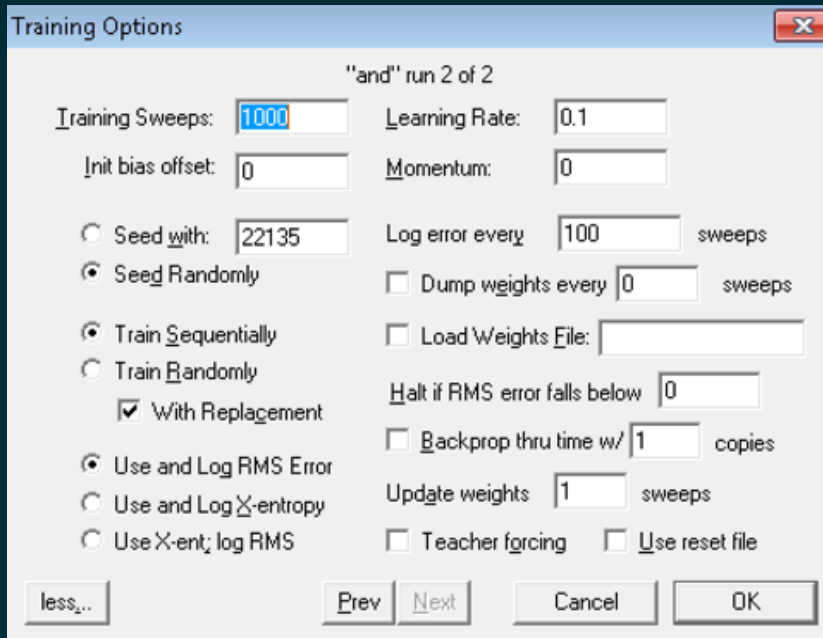 Training Options
"and" run 2 of 2
Training Sweeps: 1000 Learning Rate: 0.1
Init bias offset: 0 Momentum: 0
Seed with: 22135 Log error every 100 sweeps
Seed Randomly Dump weights every 0 sweeps
Train Sequentially Load Weights File:
Train Randomly Halt if RMS error falls below 0
With Replacement Backprop thru time w/ 1 copies
Use and Log RMS Error
Use and Log X-entropy Update weights 1 sweeps
Use X-ent; log RMS Teacher forcing Use reset file
less... Prev Next Cancel OK